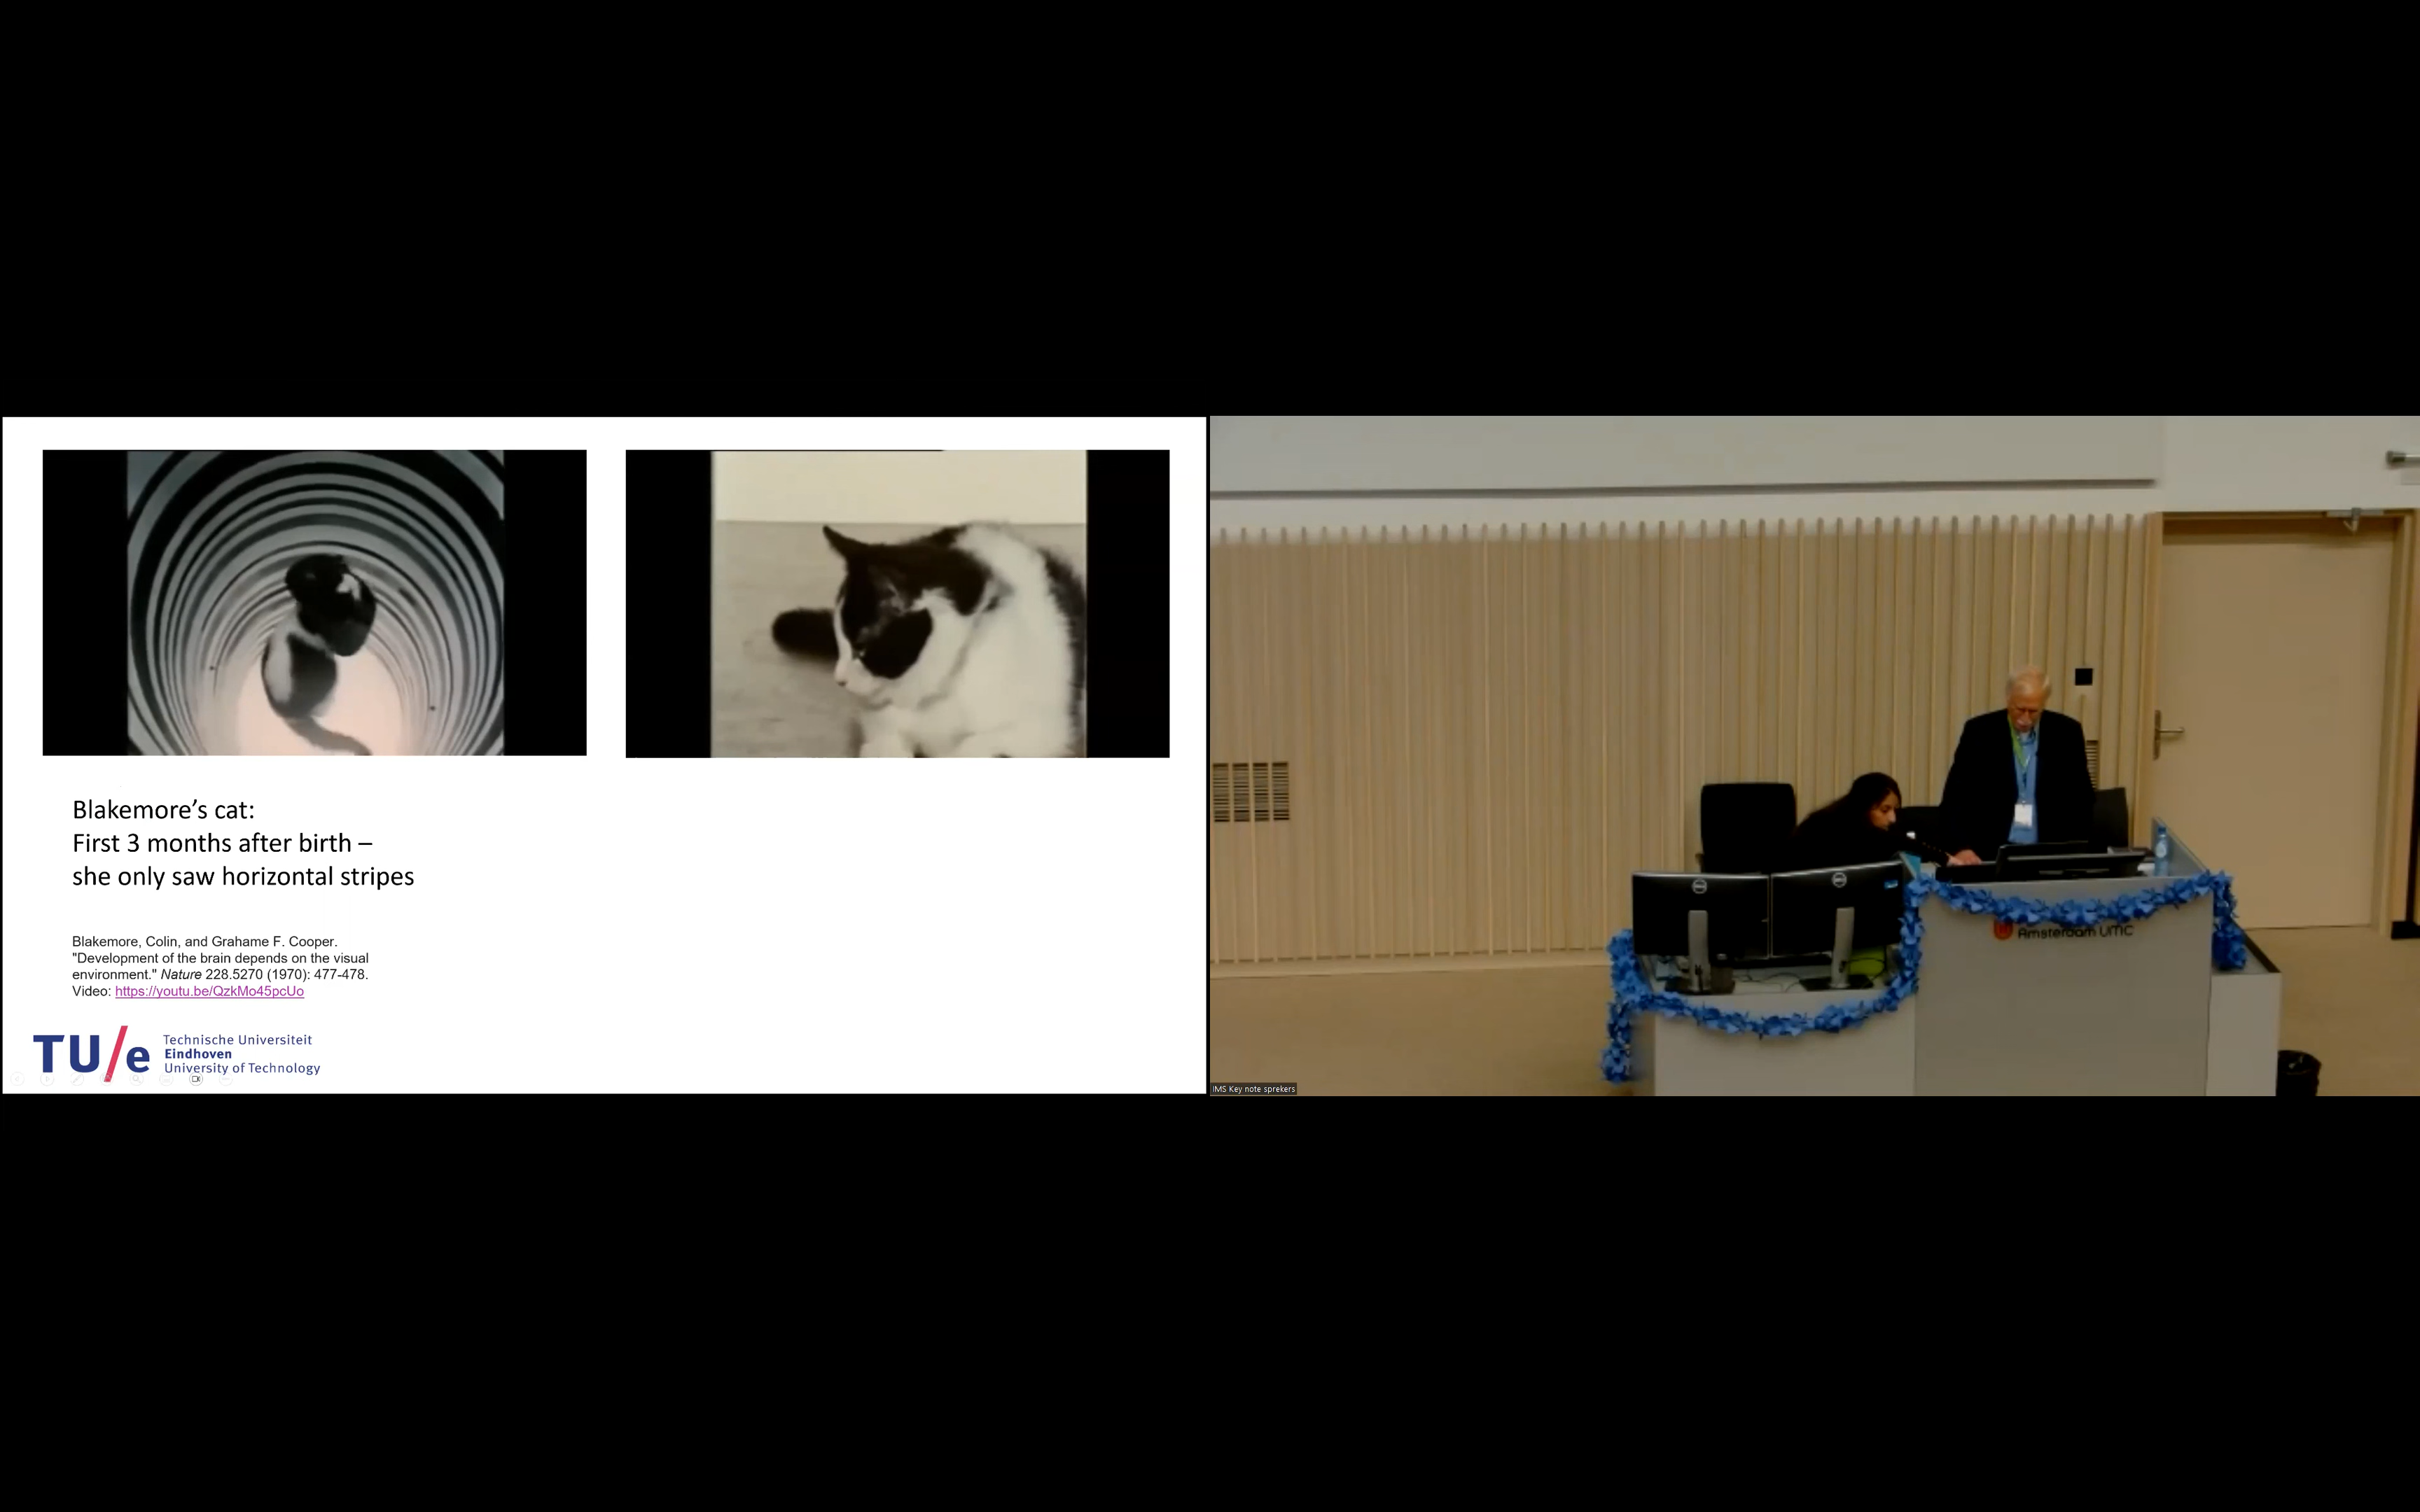 Blakemore’s cat:
First 3 months after birth –
she only saw horizontal stripes
Blakemore, Colin, and Grahame F. Cooper.
"Development of the brain depends on the visual
environment." Nature 228.5270 (1970): 477-478.
Video: https://youtu.be/QzkMo45pcUo
TU/e
Technische Universiteit
Eindhoven
University of Technology
Amsterdam UMC
IMS Key note sprekers